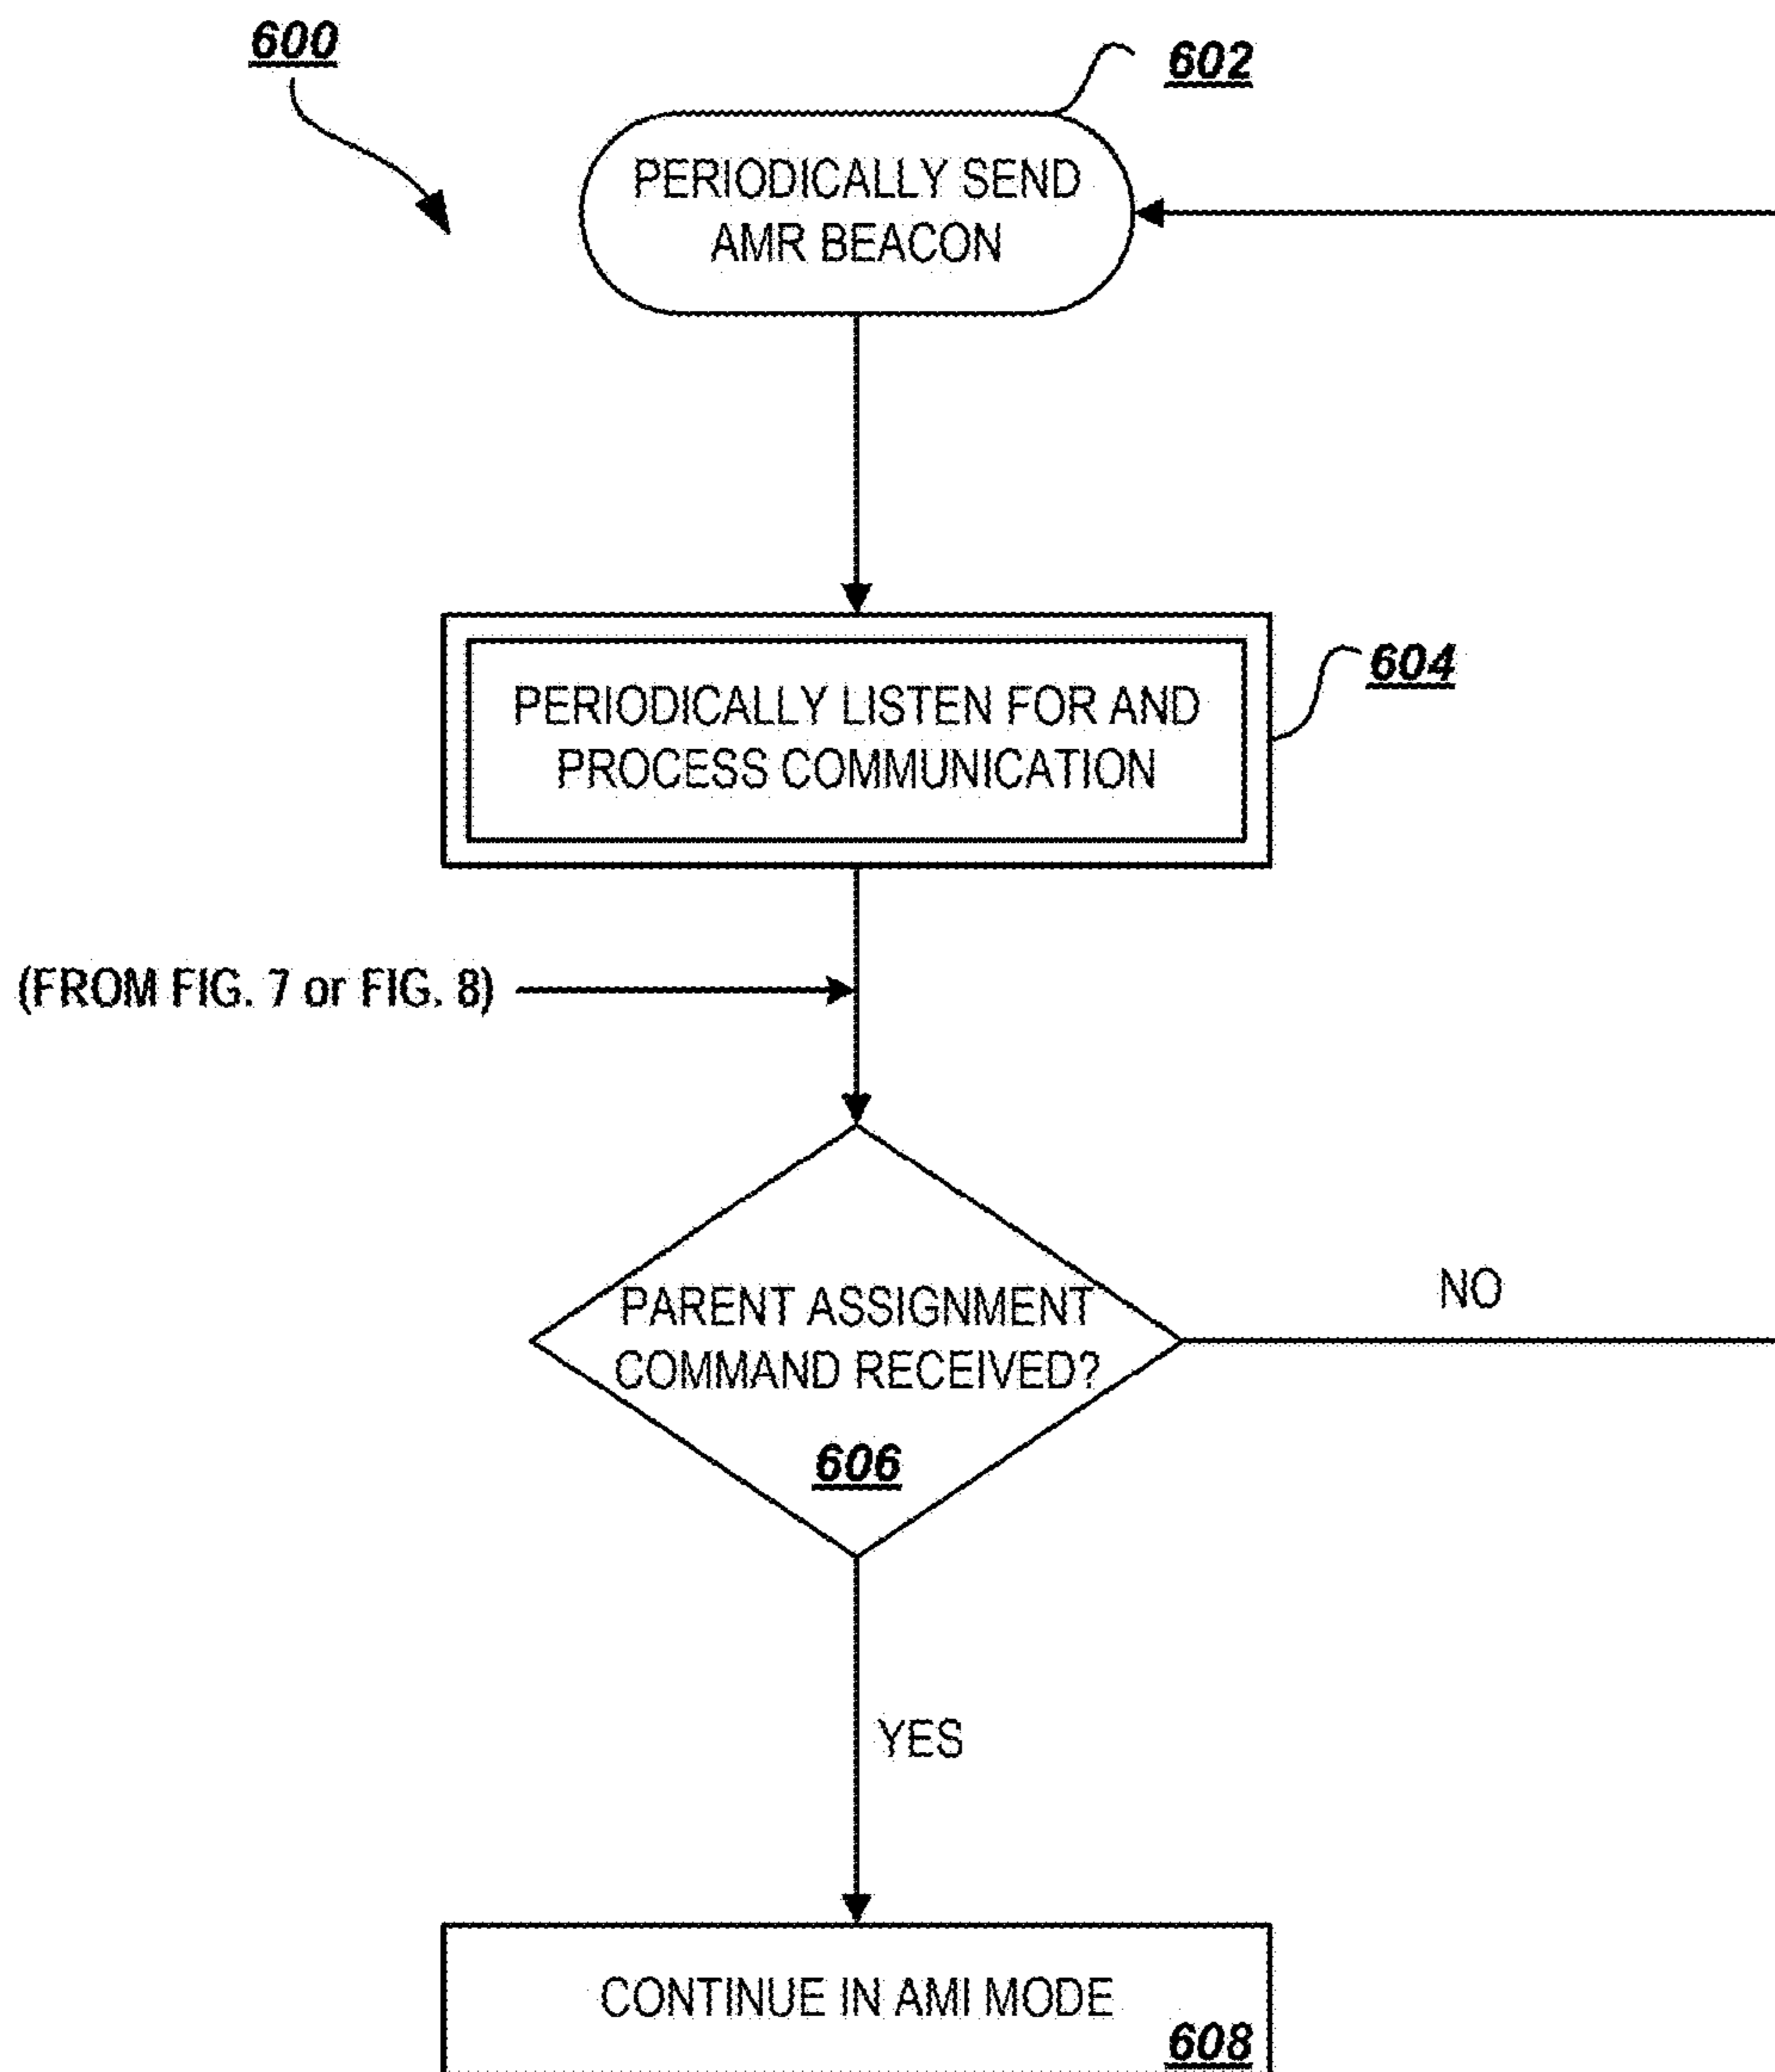 600
602
PERIODICALLY SEND
AMR BEACON
604
PERIODICALLY LISTEN FOR AND
PROCESS COMMUNICATION
(FROM FIG. 7 or FIG. 8)
NO
PARENT ASSIGNMENT
COMMAND RECEIVED?
606
YES
CONTINUE IN AMI MODE
608